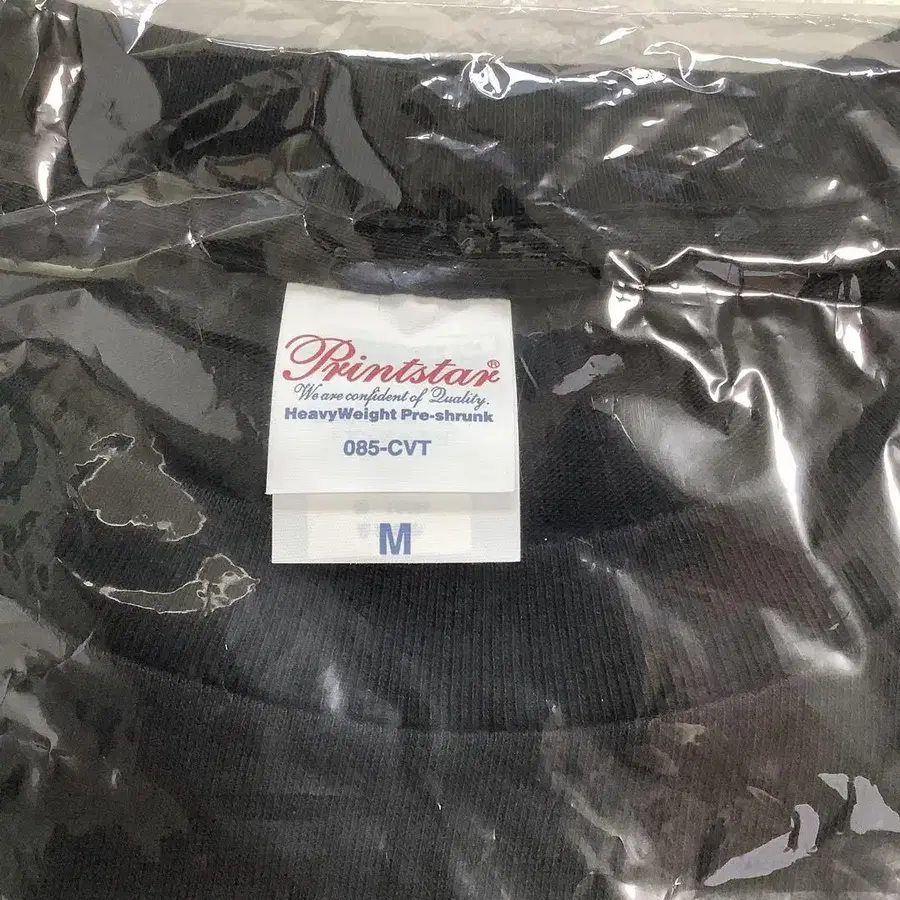 Printstar®
We are confident of Quality.
HeavyWeight Pre-shrunk
085-CVT
M